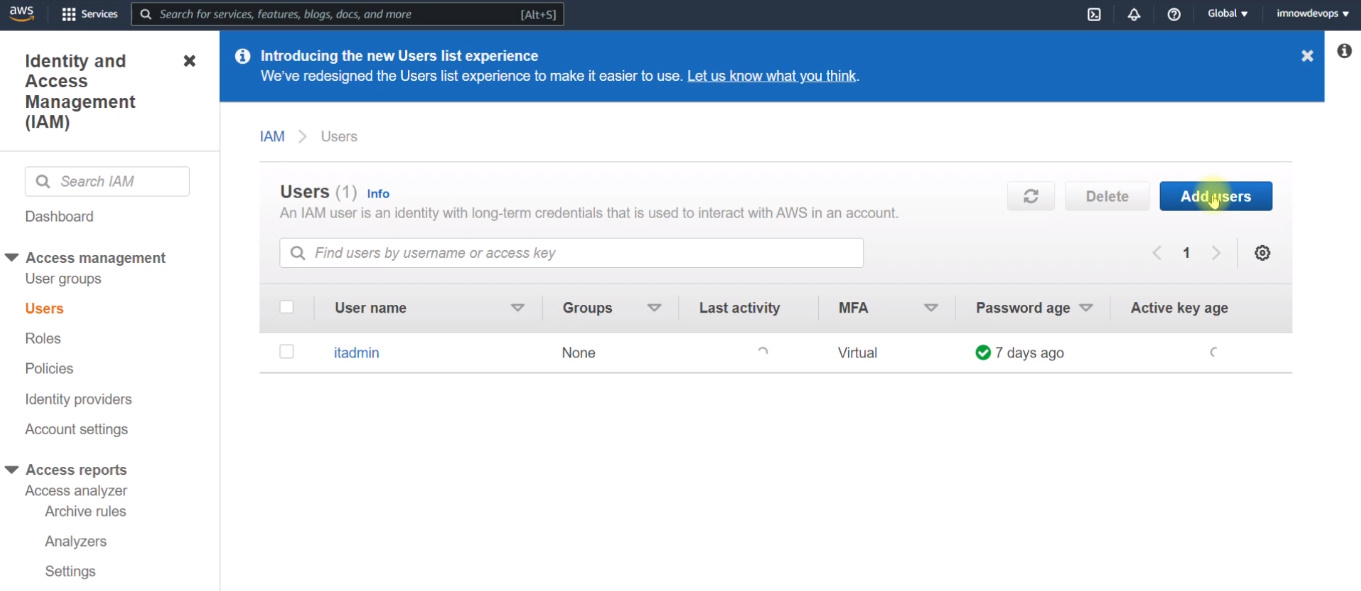 aws
Services
Search for services, features, blogs, docs, and more
[Alt+S]
Global
imnowdevops
Identity and
Access
Management
(IAM)
Search IAM
Dashboard
Access management
User groups
Users
Roles
Policies
Identity providers
Account settings
Access reports
Access analyzer
Archive rules
Analyzers
Settings
Introducing the new Users list experience
We've redesigned the Users list experience to make it easier to use. Let us know what you think.
IAM > Users
Users (1) Info
An IAM user is an identity with long-term credentials that is used to interact with AWS in an account.
Delete
Add users
Find users by username or access key
1
User name Groups Last activity MFA Password age Active key age
itadmin None Virtual 7 days ago